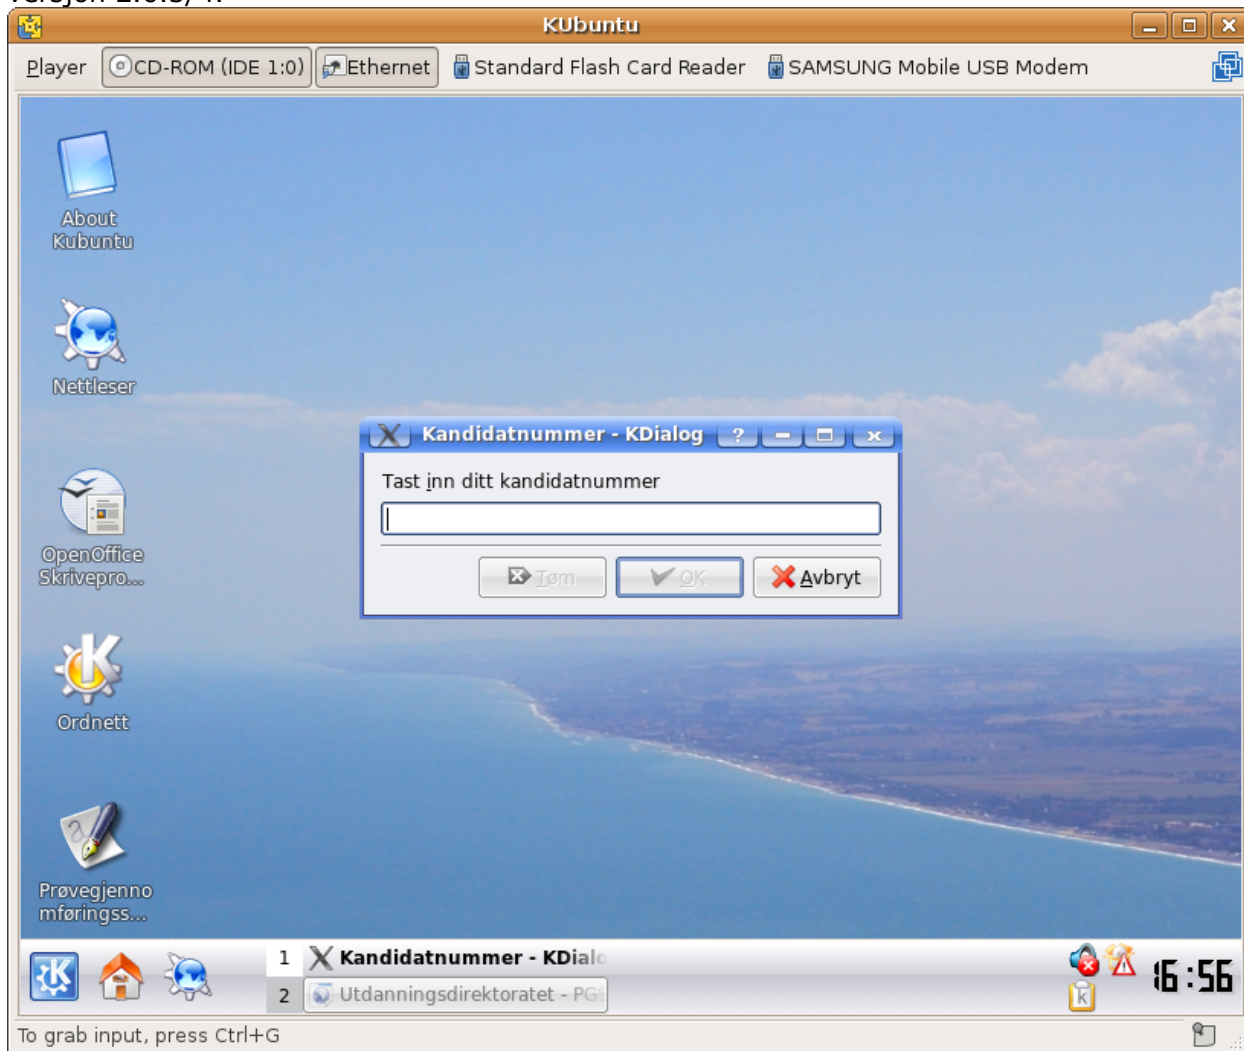 KUbuntu
Player CD-ROM (IDE 1:0) Ethernet Standard Flash Card Reader SAMSUNG Mobile USB Modem
About
Kubuntu
Nettleser
Kandidatnummer - KDialog
Tast inn ditt kandidatnummer
Tøm OK Avbryt
OpenOffice
Skrivepro...
Ordnett
Prøvegjenno
mføringss...
1 Kandidatnummer - KDialo
2 Utdanningsdirektoratet - PGS
16:56
To grab input, press Ctrl+G